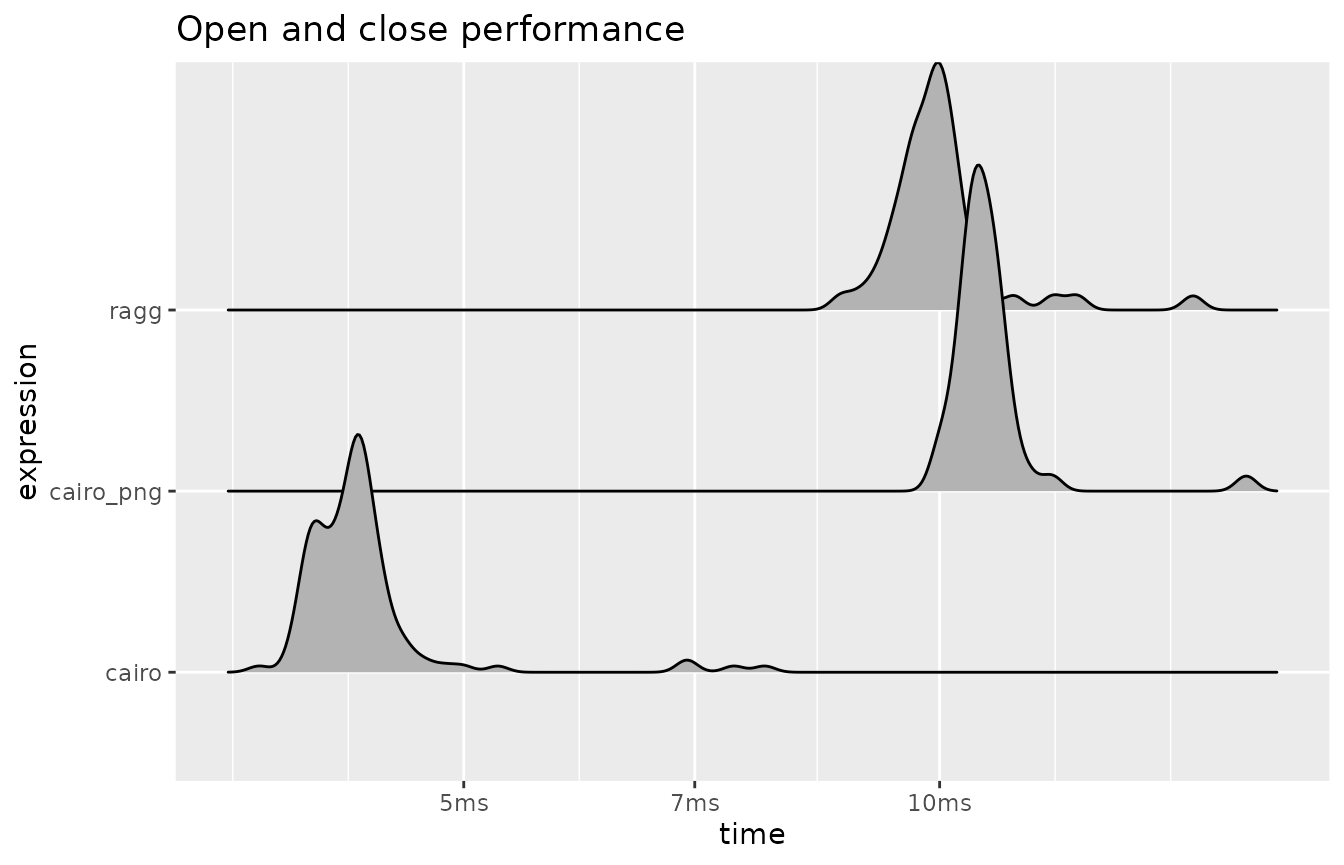 Open and close performance
expression
ragg
cairo_png
cairo
5ms 7ms 10ms
time